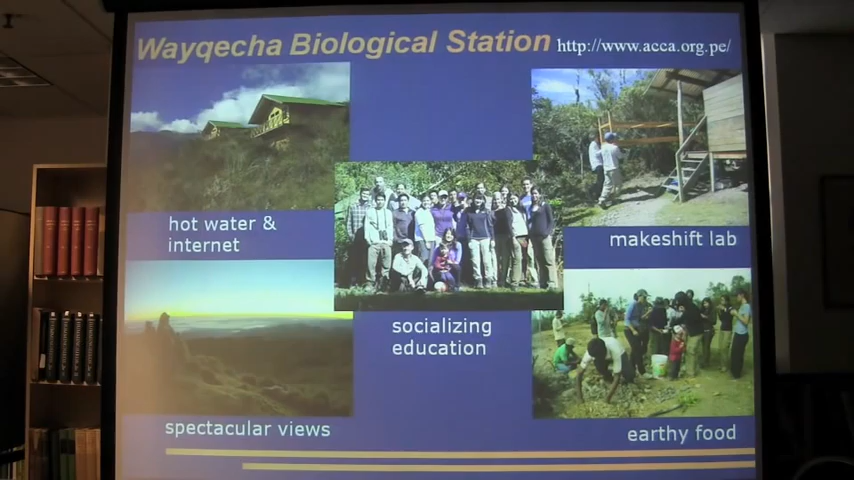 Wayqecha Biological Station http://www.acca.org.pe/
hot water &
internet
makeshift lab
socializing
education
spectacular views
earthy food